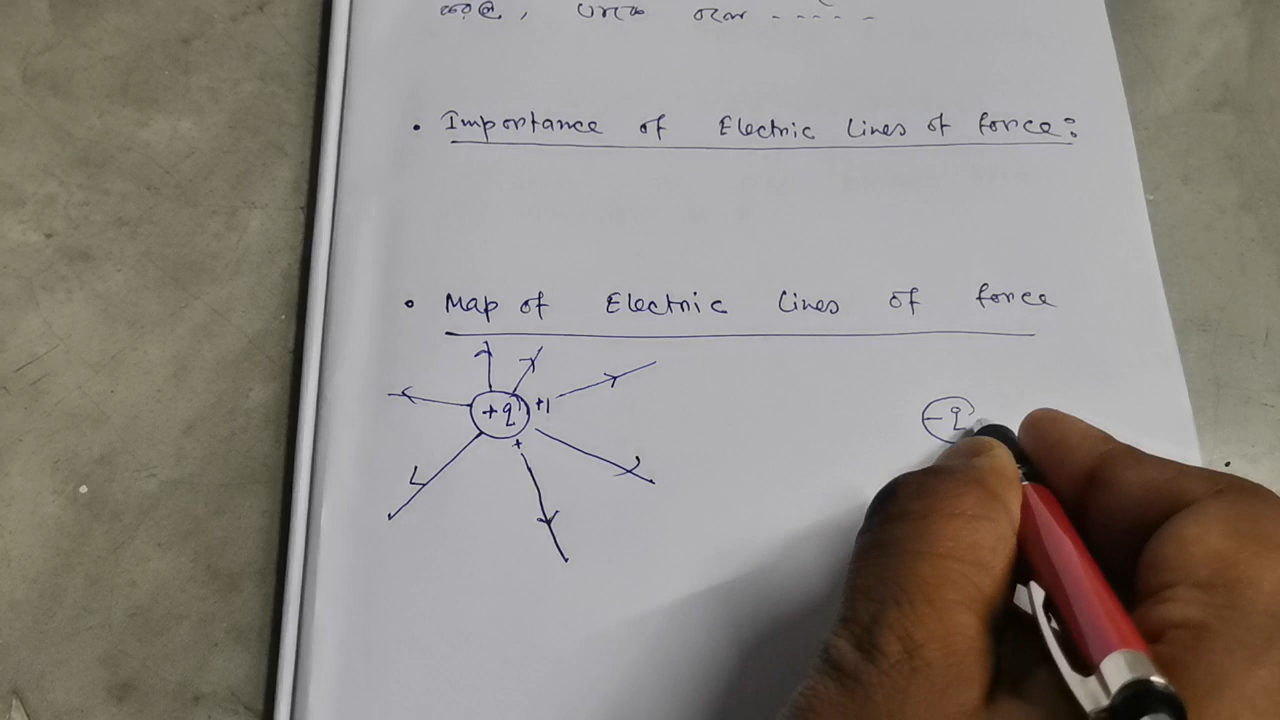 • Importance of Electric lines of force:
• Map of Electric lines of force
+q
+1
+
-q